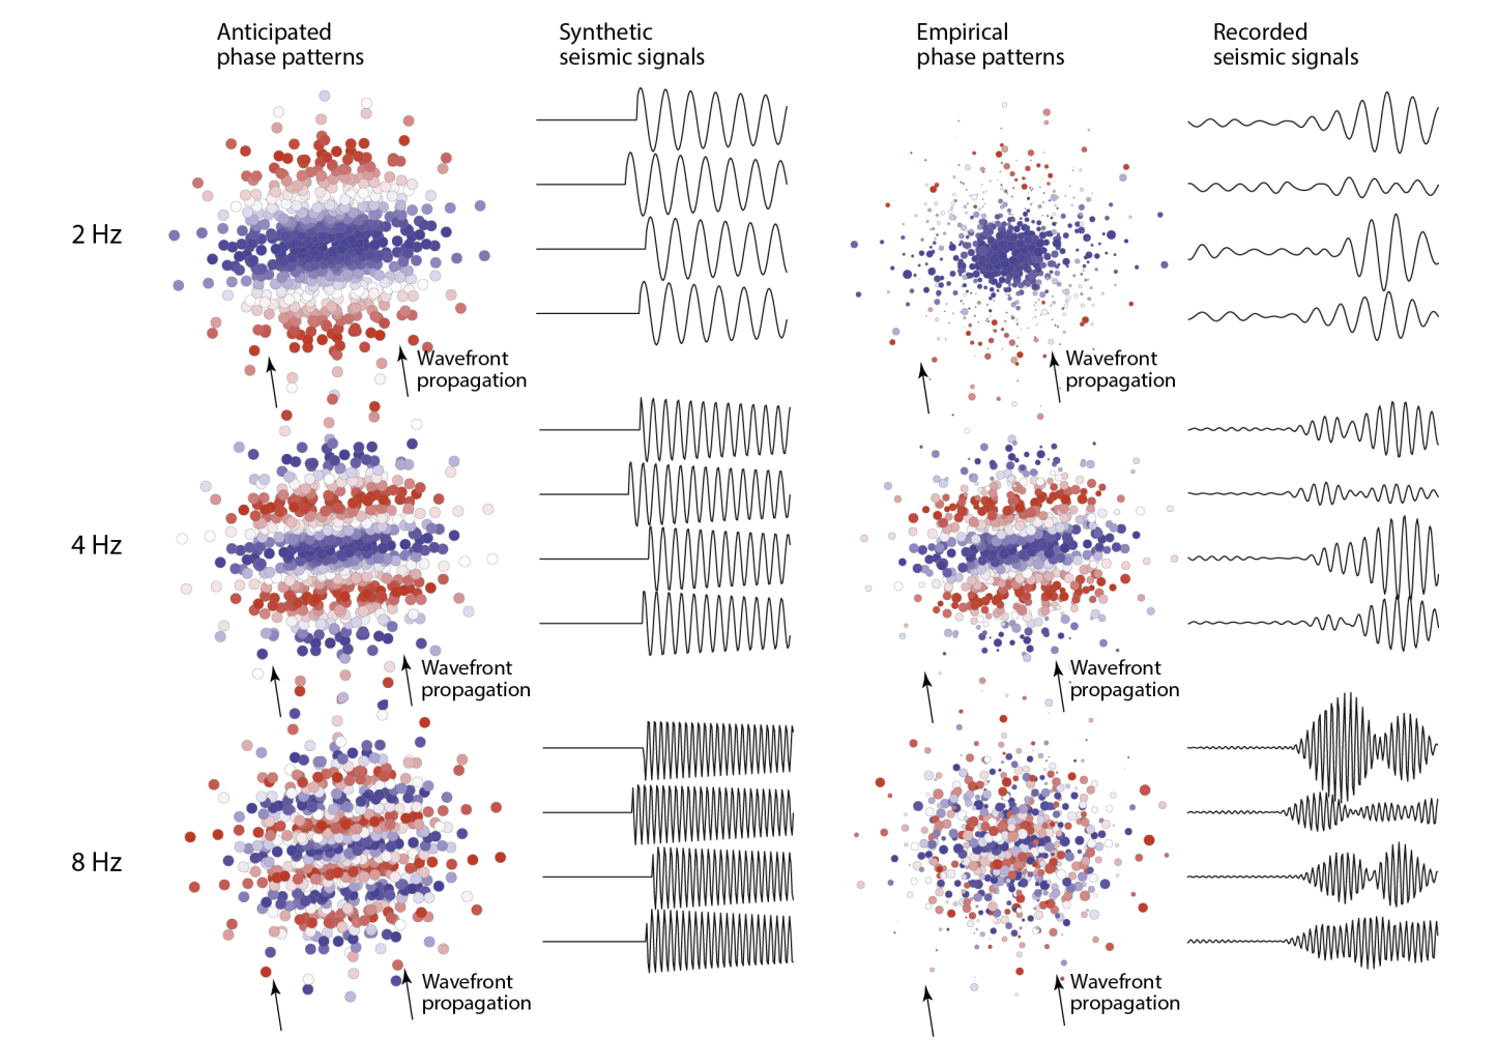 Anticipated
phase patterns
Synthetic
seismic signals
Empirical
phase patterns
Recorded
seismic signals
2 Hz
Wavefront
propagation
Wavefront
propagation
4 Hz
Wavefront
propagation
Wavefront
propagation
8 Hz
Wavefront
propagation
Wavefront
propagation